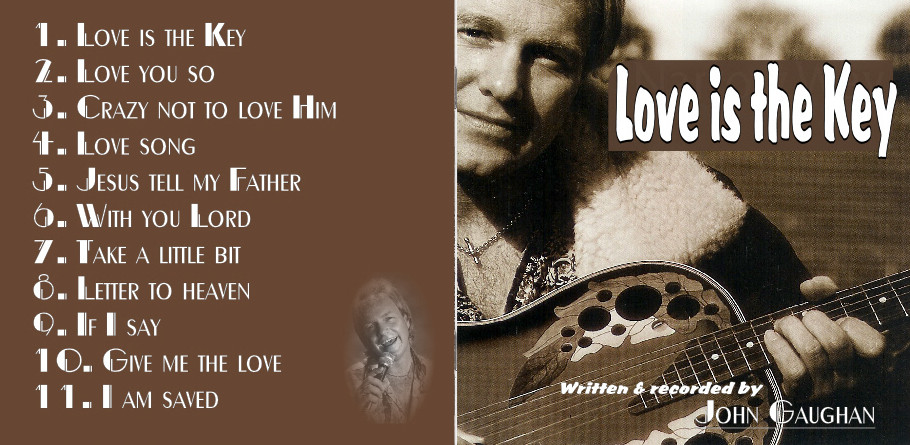 1. Love is the Key
2. Love you so
3. Crazy not to love Him
4. Love song
5. Jesus tell my Father
6. With you Lord
7. Take a little bit
8. Letter to heaven
9. If I say
10. Give me the love
11. I am saved
Love is the Key
Written & recorded by
John Gaughan